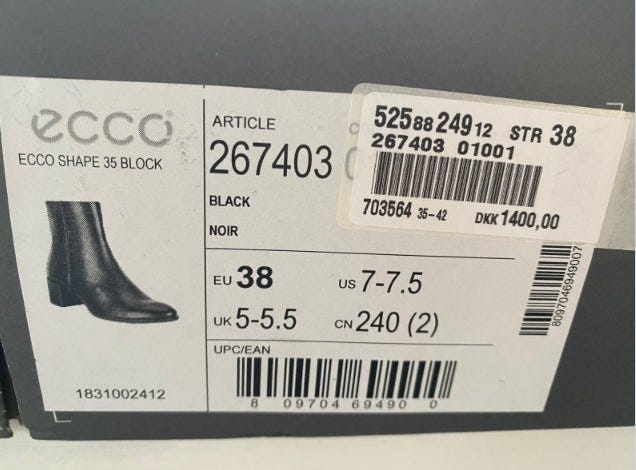 ecco
ECCO SHAPE 35 BLOCK
1831002412
ARTICLE
267403
BLACK
NOIR
EU 38 US 7-7.5
UK 5-5.5 CN 240 (2)
UPC/EAN
8 09704 69490 0
525 88 249 12 STR 38
267403 01001
703564 35-42 DKK 1400,00
809704694900